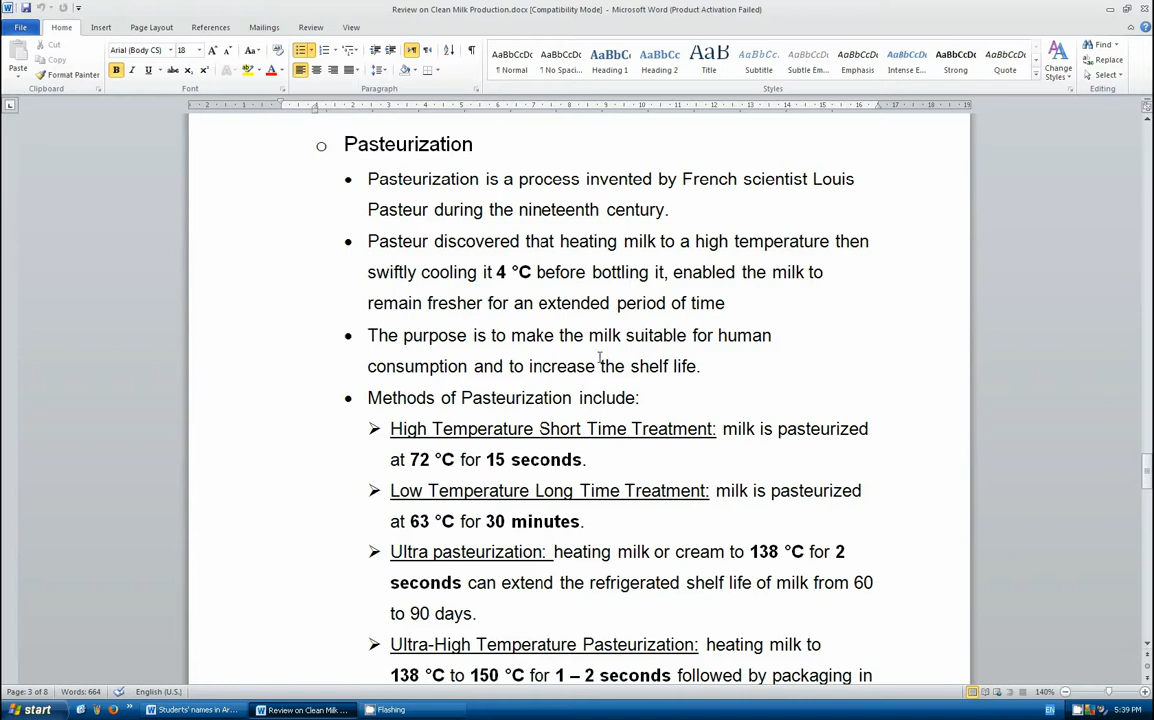 Review on Clean Milk Production.docx [Compatibility Mode] - Microsoft Word (Product Activation Failed)
File Home Insert Page Layout References Mailings Review View
Cut
Copy
Format Painter
Paste
Clipboard
Arial (Body CS) 18
Font
Paragraph
AaBbCcDc AaBbCcDc AaBbC AaBbCc AaB AaBbCc. AaBbCcDc AaBbCcDc AaBbCcDc AaBbCcDc AaBbCcDc
¶ Normal ¶ No Spaci... Heading 1 Heading 2 Title Subtitle Subtle Em... Emphasis Intense E... Strong Quote
Styles
Change Styles
Find
Replace
Select
Editing
o Pasteurization
• Pasteurization is a process invented by French scientist Louis
Pasteur during the nineteenth century.
• Pasteur discovered that heating milk to a high temperature then
swiftly cooling it 4 °C before bottling it, enabled the milk to
remain fresher for an extended period of time
• The purpose is to make the milk suitable for human
consumption and to increase the shelf life.
• Methods of Pasteurization include:
➢ High Temperature Short Time Treatment: milk is pasteurized
at 72 °C for 15 seconds.
➢ Low Temperature Long Time Treatment: milk is pasteurized
at 63 °C for 30 minutes.
➢ Ultra pasteurization: heating milk or cream to 138 °C for 2
seconds can extend the refrigerated shelf life of milk from 60
to 90 days.
➢ Ultra-High Temperature Pasteurization: heating milk to
138 °C to 150 °C for 1 – 2 seconds followed by packaging in
Page: 3 of 8 Words: 664 English (U.S.) 140%
start Students' names in Ar... Review on Clean Milk ... Flashing EN 5:39 PM